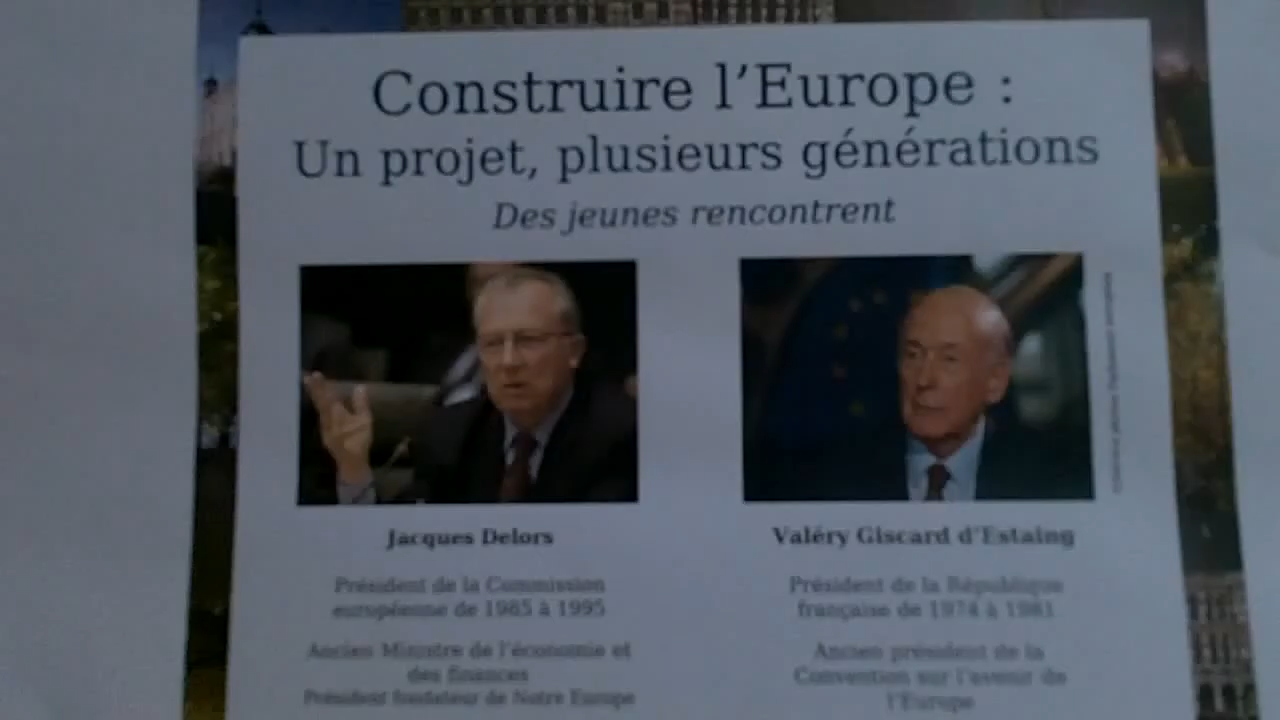 Construire l'Europe :
Un projet, plusieurs générations
Des jeunes rencontrent
Jacques Delors
Valéry Giscard d'Estaing
Président de la Commission
européenne de 1985 à 1995
Président de la République
française de 1974 à 1981
Ancien Ministre de l'économie et
des finances
Président fondateur de Notre Europe
Ancien président de la
Convention sur l'avenir de
l'Europe